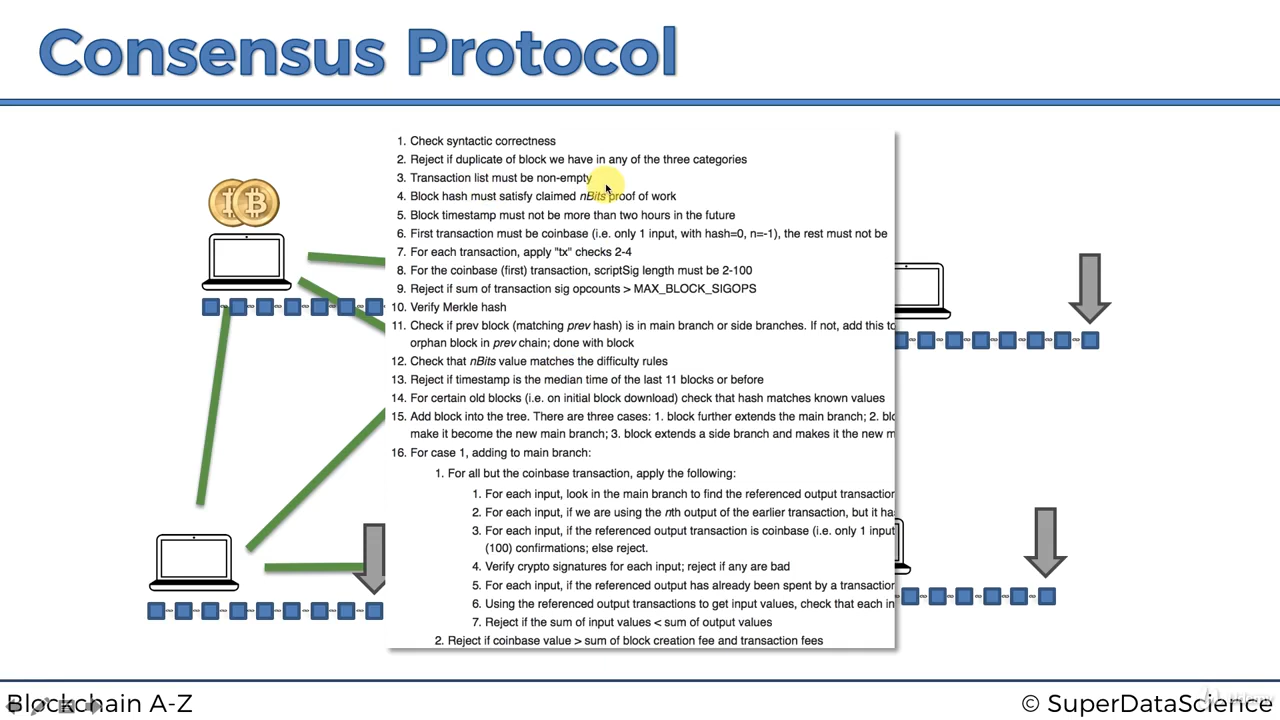 Consensus Protocol
1. Check syntactic correctness
2. Reject if duplicate of block we have in any of the three categories
3. Transaction list must be non-empty
4. Block hash must satisfy claimed nBits proof of work
5. Block timestamp must not be more than two hours in the future
6. First transaction must be coinbase (i.e. only 1 input, with hash=0, n=-1), the rest must not be
7. For each transaction, apply "tx" checks 2-4
8. For the coinbase (first) transaction, scriptSig length must be 2-100
9. Reject if sum of transaction sig opcounts > MAX_BLOCK_SIGOPS
10. Verify Merkle hash
11. Check if prev block (matching prev hash) is in main branch or side branches. If not, add this to
orphan block in prev chain; done with block
12. Check that nBits value matches the difficulty rules
13. Reject if timestamp is the median time of the last 11 blocks or before
14. For certain old blocks (i.e. on initial block download) check that hash matches known values
15. Add block into the tree. There are three cases: 1. block further extends the main branch; 2.
make it become the new main branch; 3. block extends a side branch and makes it the new
16. For case 1, adding to main branch:
1. For all but the coinbase transaction, apply the following:
1. For each input, look in the main branch to find the referenced output transaction
2. For each input, if we are using the nth output of the earlier transaction, but it
3. For each input, if the referenced output transaction is coinbase (i.e. only 1 input
(100) confirmations; else reject.
4. Verify crypto signatures for each input; reject if any are bad
5. For each input, if the referenced output has already been spent by a transaction
6. Using the referenced output transactions to get input values, check that each
7. Reject if the sum of input values < sum of output values
2. Reject if coinbase value > sum of block creation fee and transaction fees
Blockchain A-Z
© SuperDataScience